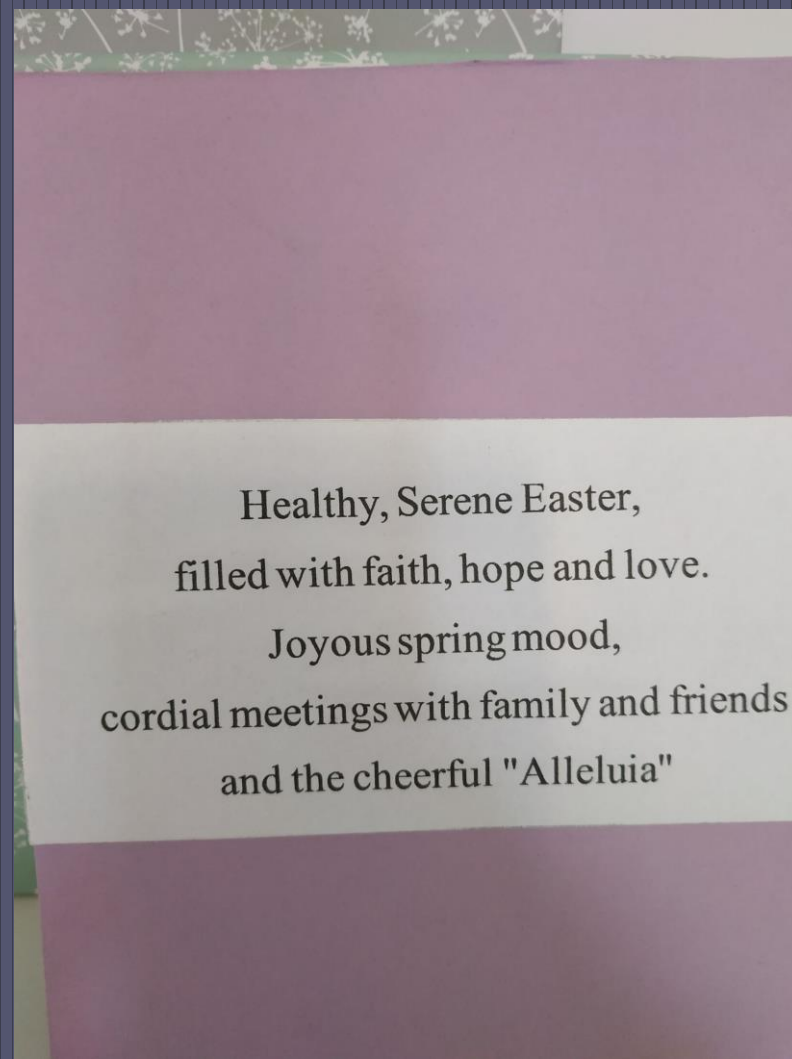 Healthy, Serene Easter,
filled with faith, hope and love.
Joyous spring mood,
cordial meetings with family and friends
and the cheerful "Alleluia"